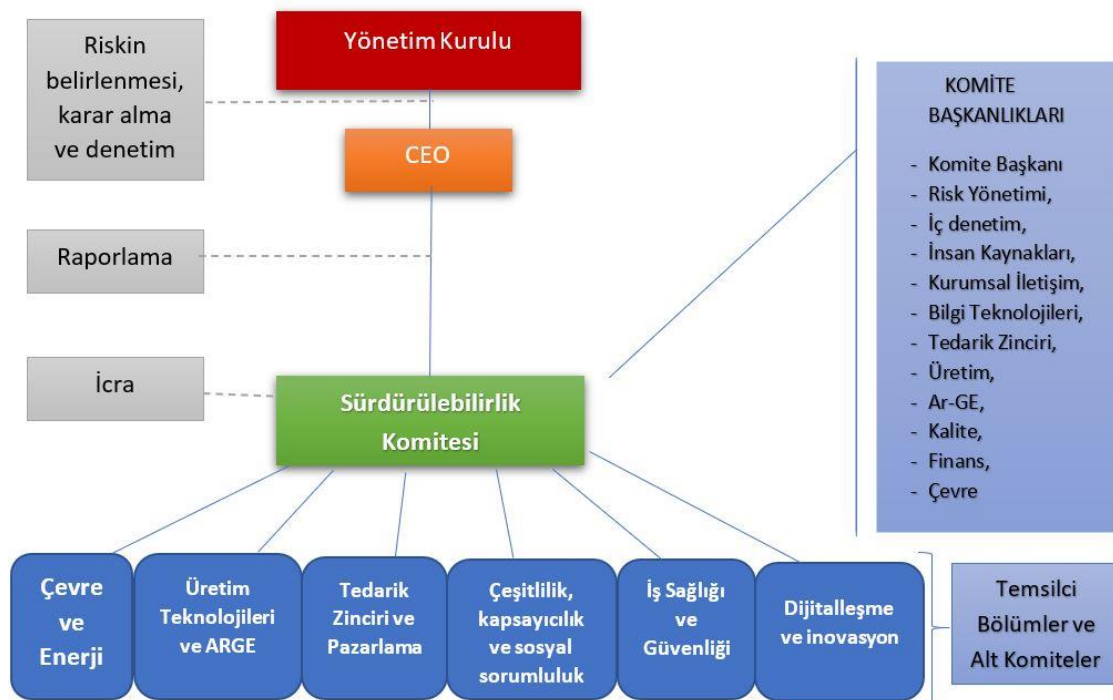 Riskin
belirlenmesi,
karar alma
ve denetim
Yönetim Kurulu
CEO
Raporlama
İcra
Sürdürülebilirlik
Komitesi
KOMİTE
BAŞKANLIKLARI
- Komite Başkanı
- Risk Yönetimi,
- İç denetim,
- İnsan Kaynakları,
- Kurumsal İletişim,
- Bilgi Teknolojileri,
- Tedarik Zinciri,
- Üretim,
- Ar-GE,
- Kalite,
- Finans,
- Çevre
Çevre
ve
Enerji
Üretim
Teknolojileri
ve ARGE
Tedarik
Zinciri ve
Pazarlama
Çeşitlilik,
kapsayıcılık
ve sosyal
sorumluluk
İş Sağlığı
ve
Güvenliği
Dijitalleşme
ve inovasyon
Temsilci
Bölümler ve
Alt Komiteler